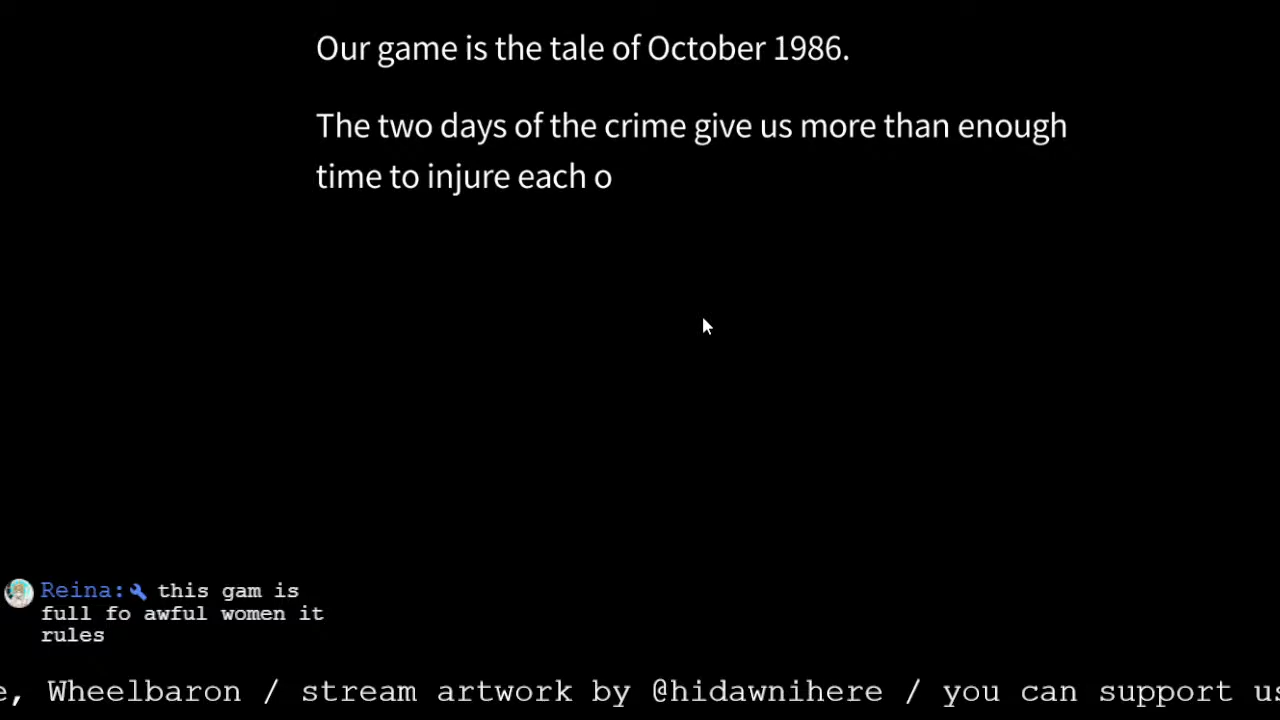 Our game is the tale of October 1986.
The two days of the crime give us more than enough
time to injure each o
Reina: this gam is
full fo awful women it
rules
e, Wheelbaron / stream artwork by @hidawnihere / you can support us